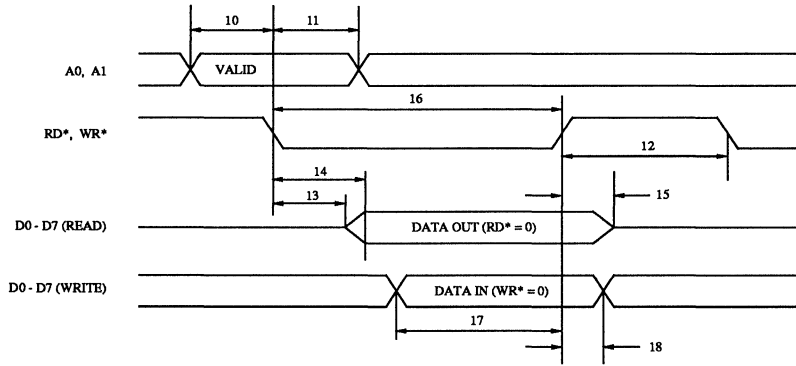 10
11
A0, A1
VALID
16
RD*, WR*
12
14
13
15
D0 - D7 (READ)
DATA OUT (RD* = 0)
D0 - D7 (WRITE)
DATA IN (WR* = 0)
17
18